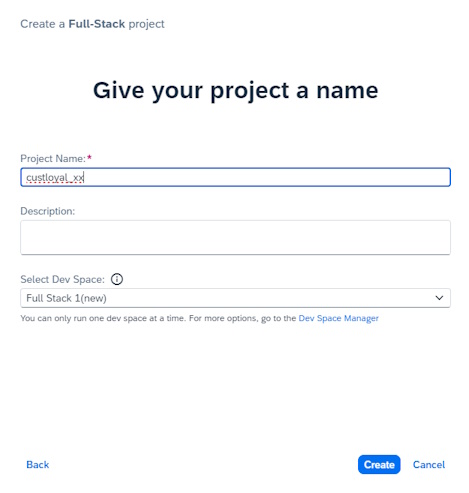 Create a Full-Stack project
Give your project a name
Project Name:*
custloyal_xx
Description:
Select Dev Space:
Full Stack 1(new)
You can only run one dev space at a time. For more options, go to the Dev Space Manager
Back
Create
Cancel